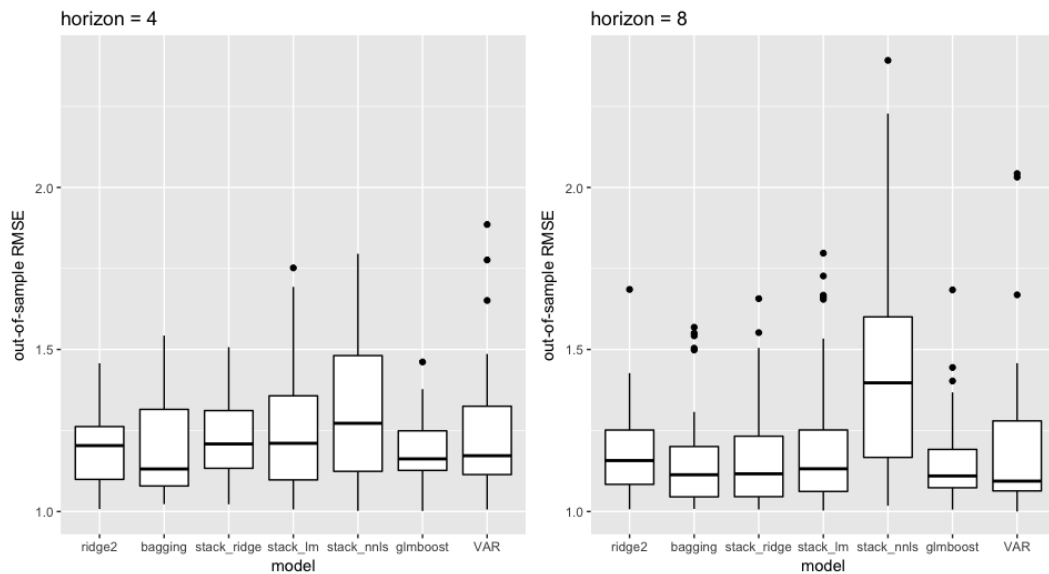 horizon = 4
out-of-sample RMSE
2.0
1.5
1.0
ridge2 bagging stack_ridge stack_lm stack_nnls glmboost VAR
model
horizon = 8
out-of-sample RMSE
2.0
1.5
1.0
ridge2 bagging stack_ridge stack_lm stack_nnls glmboost VAR
model